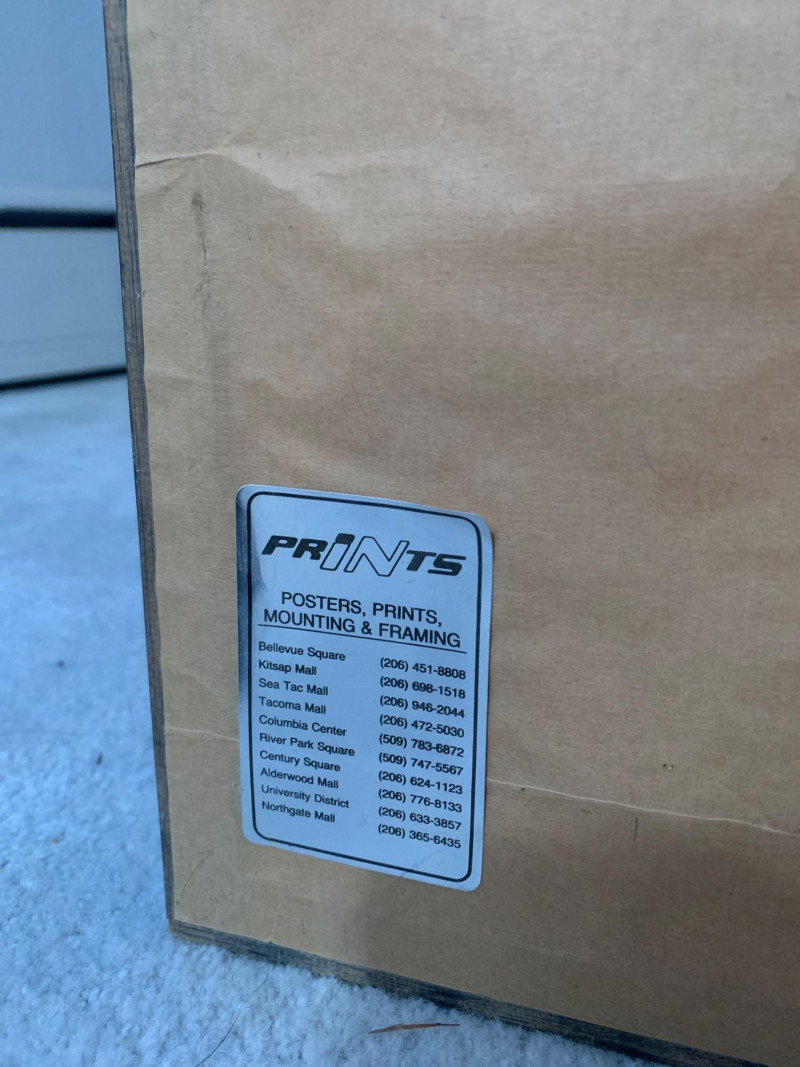 PRiNTS
POSTERS, PRINTS,
MOUNTING & FRAMING
Bellevue Square (206) 451-8808
Kitsap Mall (206) 698-1518
Sea Tac Mall (206) 946-2044
Tacoma Mall (206) 472-5030
Columbia Center (509) 783-6872
River Park Square (509) 747-5567
Century Square (206) 624-1123
Alderwood Mall (206) 776-8133
University District (206) 633-3857
Northgate Mall (206) 365-6435